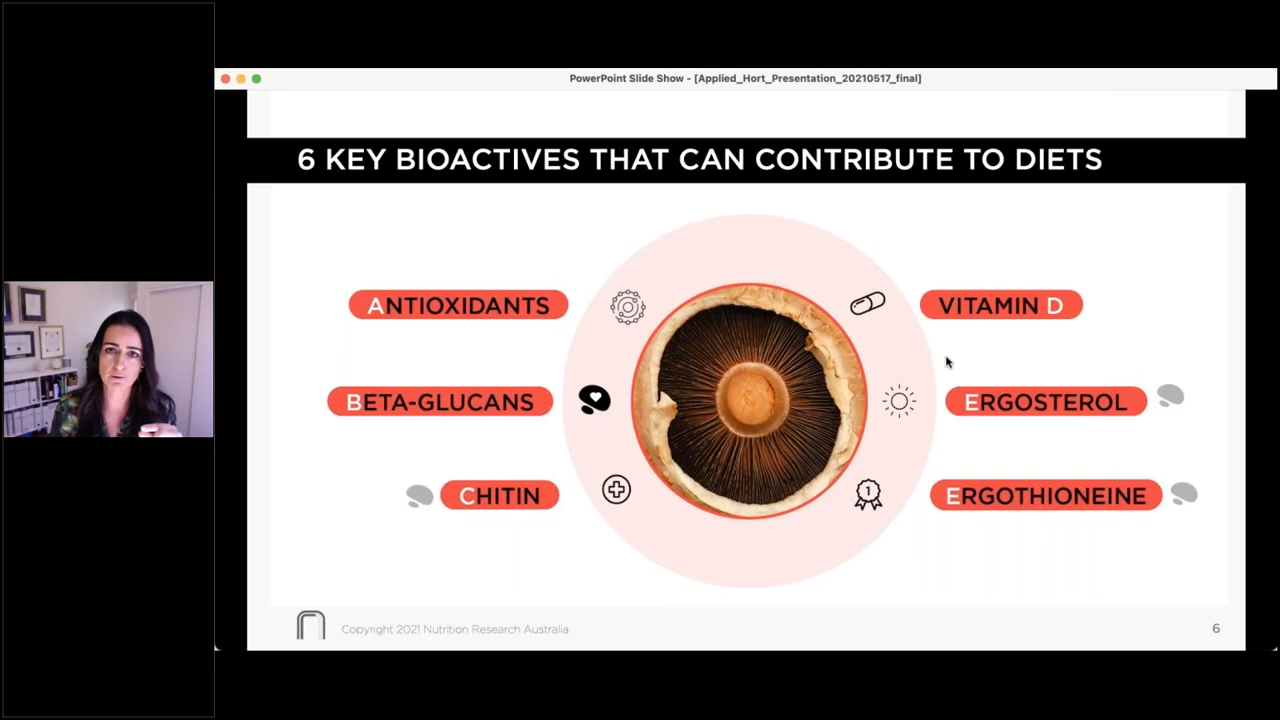 PowerPoint Slide Show - [Applied_Hort_Presentation_20210517_final]
6 KEY BIOACTIVES THAT CAN CONTRIBUTE TO DIETS
ANTIOXIDANTS
BETA-GLUCANS
CHITIN
VITAMIN D
ERGOSTEROL
1
ERGOTHIONEINE
Copyright 2021 Nutrition Research Australia
6